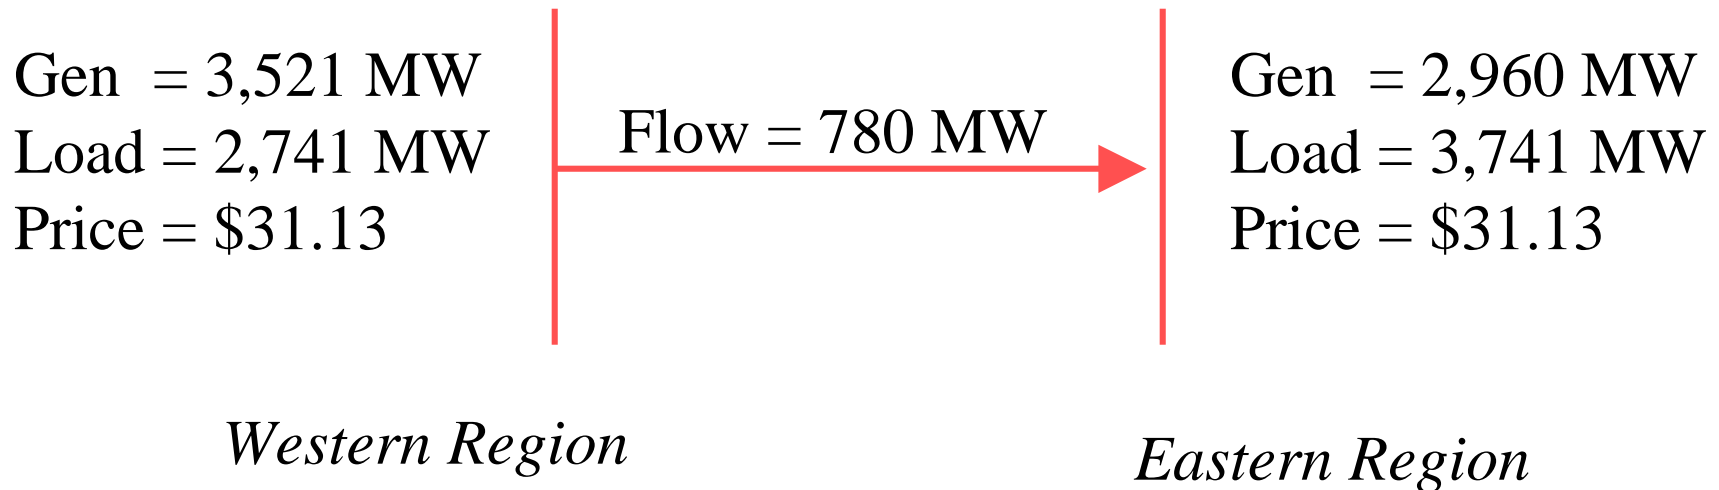 Gen = 3,521 MW
Load = 2,741 MW
Price = $31.13
Flow = 780 MW
Gen = 2,960 MW
Load = 3,741 MW
Price = $31.13
Western Region
Eastern Region